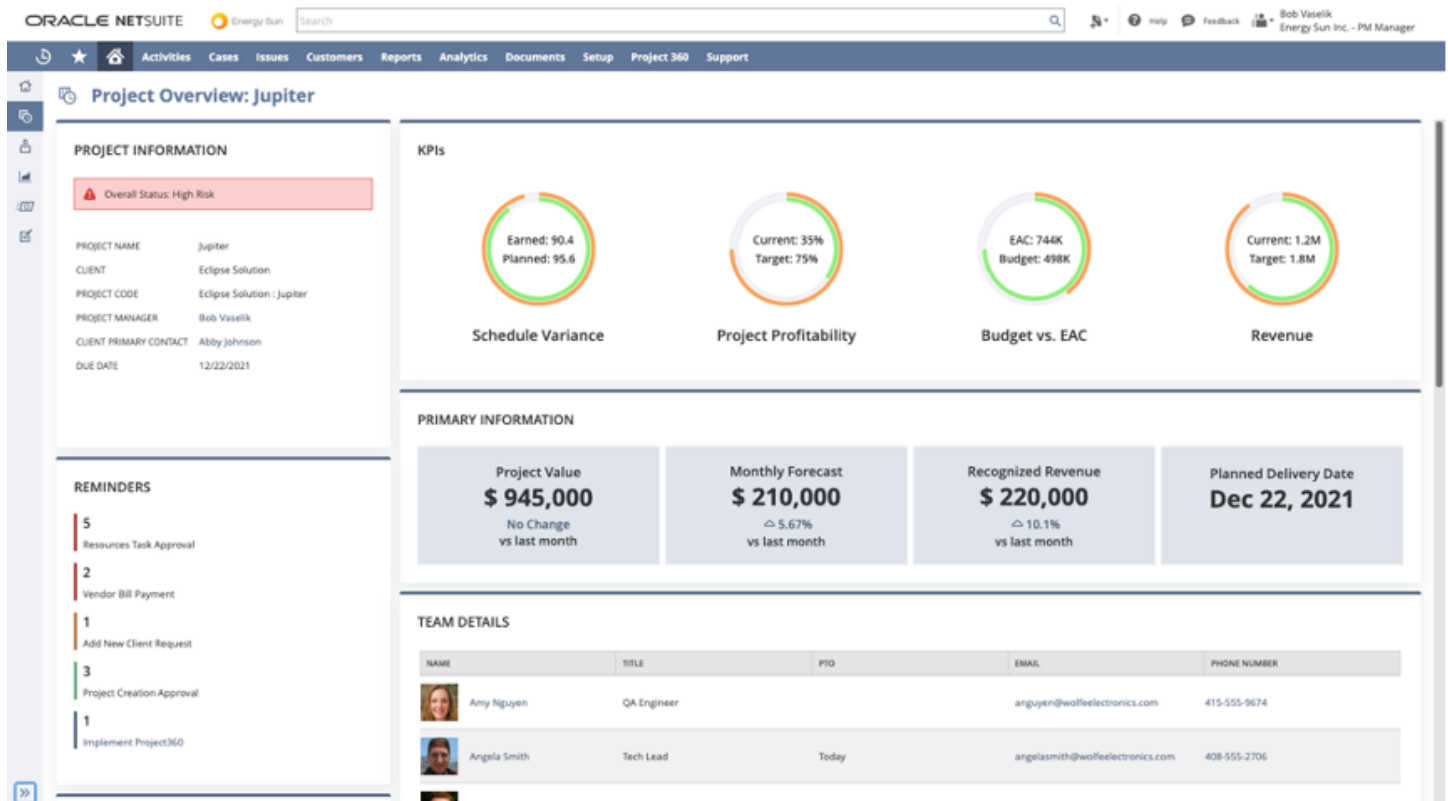 ORACLE NETSUITE
Energy Sun
Search
Help
Feedback
Bob Vaselik
Energy Sun Inc. - PM Manager
Activities Cases Issues Customers Reports Analytics Documents Setup Project 360 Support
Project Overview: Jupiter
PROJECT INFORMATION
Overall Status: High Risk
PROJECT NAME Jupiter
CLIENT Eclipse Solution
PROJECT CODE Eclipse Solution : Jupiter
PROJECT MANAGER Bob Vaselik
CLIENT PRIMARY CONTACT Abby Johnson
DUE DATE 12/22/2021
REMINDERS
5
Resources Task Approval
2
Vendor Bill Payment
1
Add New Client Request
3
Project Creation Approval
1
Implement Project360
KPIs
Earned: 90.4
Planned: 95.6
Schedule Variance
Current: 35%
Target: 75%
Project Profitability
EAC: 744K
Budget: 498K
Budget vs. EAC
Current: 1.2M
Target: 1.8M
Revenue
PRIMARY INFORMATION
Project Value
$ 945,000
No Change
vs last month
Monthly Forecast
$ 210,000
5.67%
vs last month
Recognized Revenue
$ 220,000
10.1%
vs last month
Planned Delivery Date
Dec 22, 2021
TEAM DETAILS
NAME TITLE PTO EMAIL PHONE NUMBER
Amy Nguyen QA Engineer anguyen@wolfeelectronics.com 415-555-9674
Angela Smith Tech Lead Today angelasmith@wolfeelectronics.com 408-555-2706